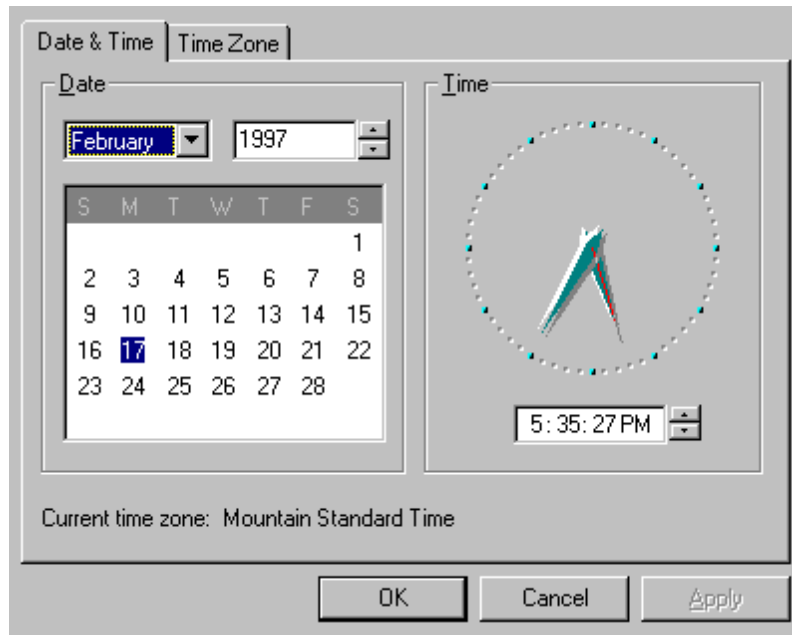 Date & Time Time Zone
Date Time
February 1997
S M T W T F S
1
2 3 4 5 6 7 8
9 10 11 12 13 14 15
16 17 18 19 20 21 22
23 24 25 26 27 28
5:35:27 PM
Current time zone: Mountain Standard Time
OK Cancel Apply